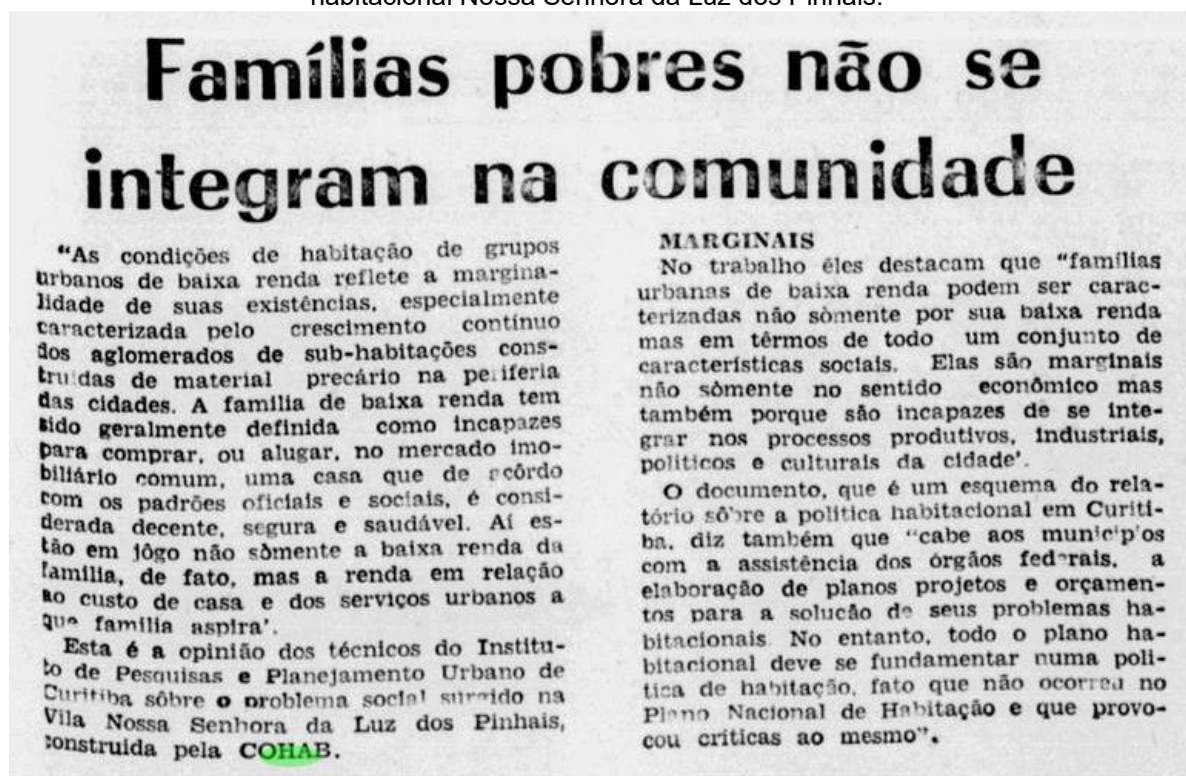 habitacional Nossa Senhora da Luz dos Pinhais.
Famílias pobres não se
integram na comunidade
"As condições de habitação de grupos
urbanos de baixa renda reflete a margina-
lidade de suas existências, especialmente
caracterizada pelo crescimento contínuo
dos aglomerados de sub-habitações cons-
truidas de material precário na periferia
das cidades. A familia de baixa renda tem
sido geralmente definida como incapazes
para comprar, ou alugar, no mercado imo-
biliário comum, uma casa que de acôrdo
com os padrões oficiais e sociais, é consi-
derada decente, segura e saudável. Aí es-
tão em jôgo não sòmente a baixa renda da
família, de fato, mas a renda em relação
ao custo de casa e dos serviços urbanos a
que familia aspira'.
Esta é a opinião dos técnicos do Institu-
to de Pesquisas e Planejamento Urbano de
Curitiba sôbre o problema social surgido na
Vila Nossa Senhora da Luz dos Pinhais,
construida pela COHAB.
MARGINAIS
No trabalho êles destacam que "famílias
urbanas de baixa renda podem ser carac-
terizadas não sòmente por sua baixa renda
mas em têrmos de todo um conjunto de
características sociais. Elas são marginais
não sòmente no sentido econômico mas
também porque são incapazes de se inte-
grar nos processos produtivos, industriais,
politicos e culturais da cidade'.
O documento, que é um esquema do rela-
tório sôbre a politica habitacional em Curiti-
ba, diz também que "cabe aos municipios
com a assistência dos órgãos federais, a
elaboração de planos projetos e orçamen-
tos para a solucão de seus problemas ha-
bitacionais. No entanto, todo o plano ha-
bitacional deve se fundamentar numa poli-
tica de habitação, fato que não ocorreu no
Plano Nacional de Habitação e que provo-
cou críticas ao mesmo".